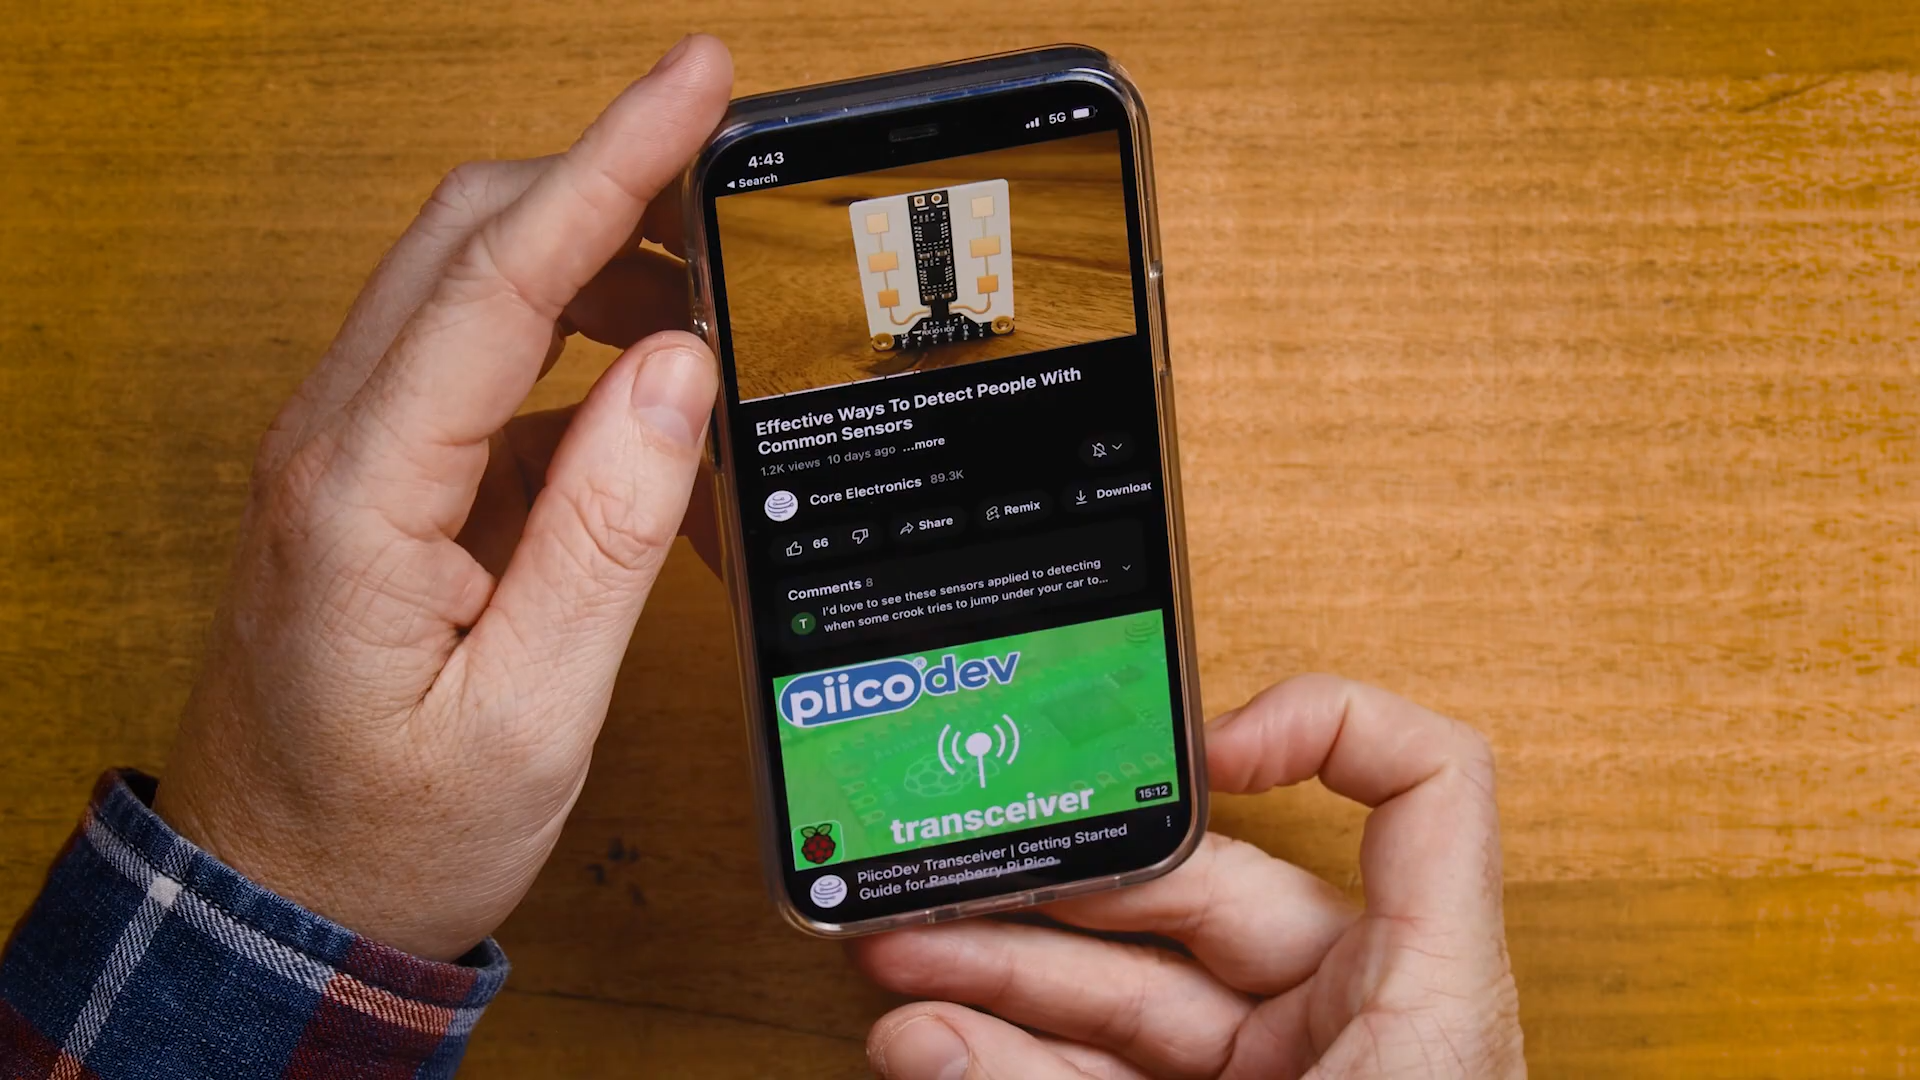 4:43
5G
◀ Search
Effective Ways To Detect People With
Common Sensors
1.2K views 10 days ago ...more
Core Electronics 89.3K
66
Share
Remix
Download
Comments 8
T
I'd love to see these sensors applied to detecting
when some crook tries to jump under your car to...
piicodev®
transceiver
15:12
PiicoDev Transceiver | Getting Started
Guide for Raspberry Pi Pico